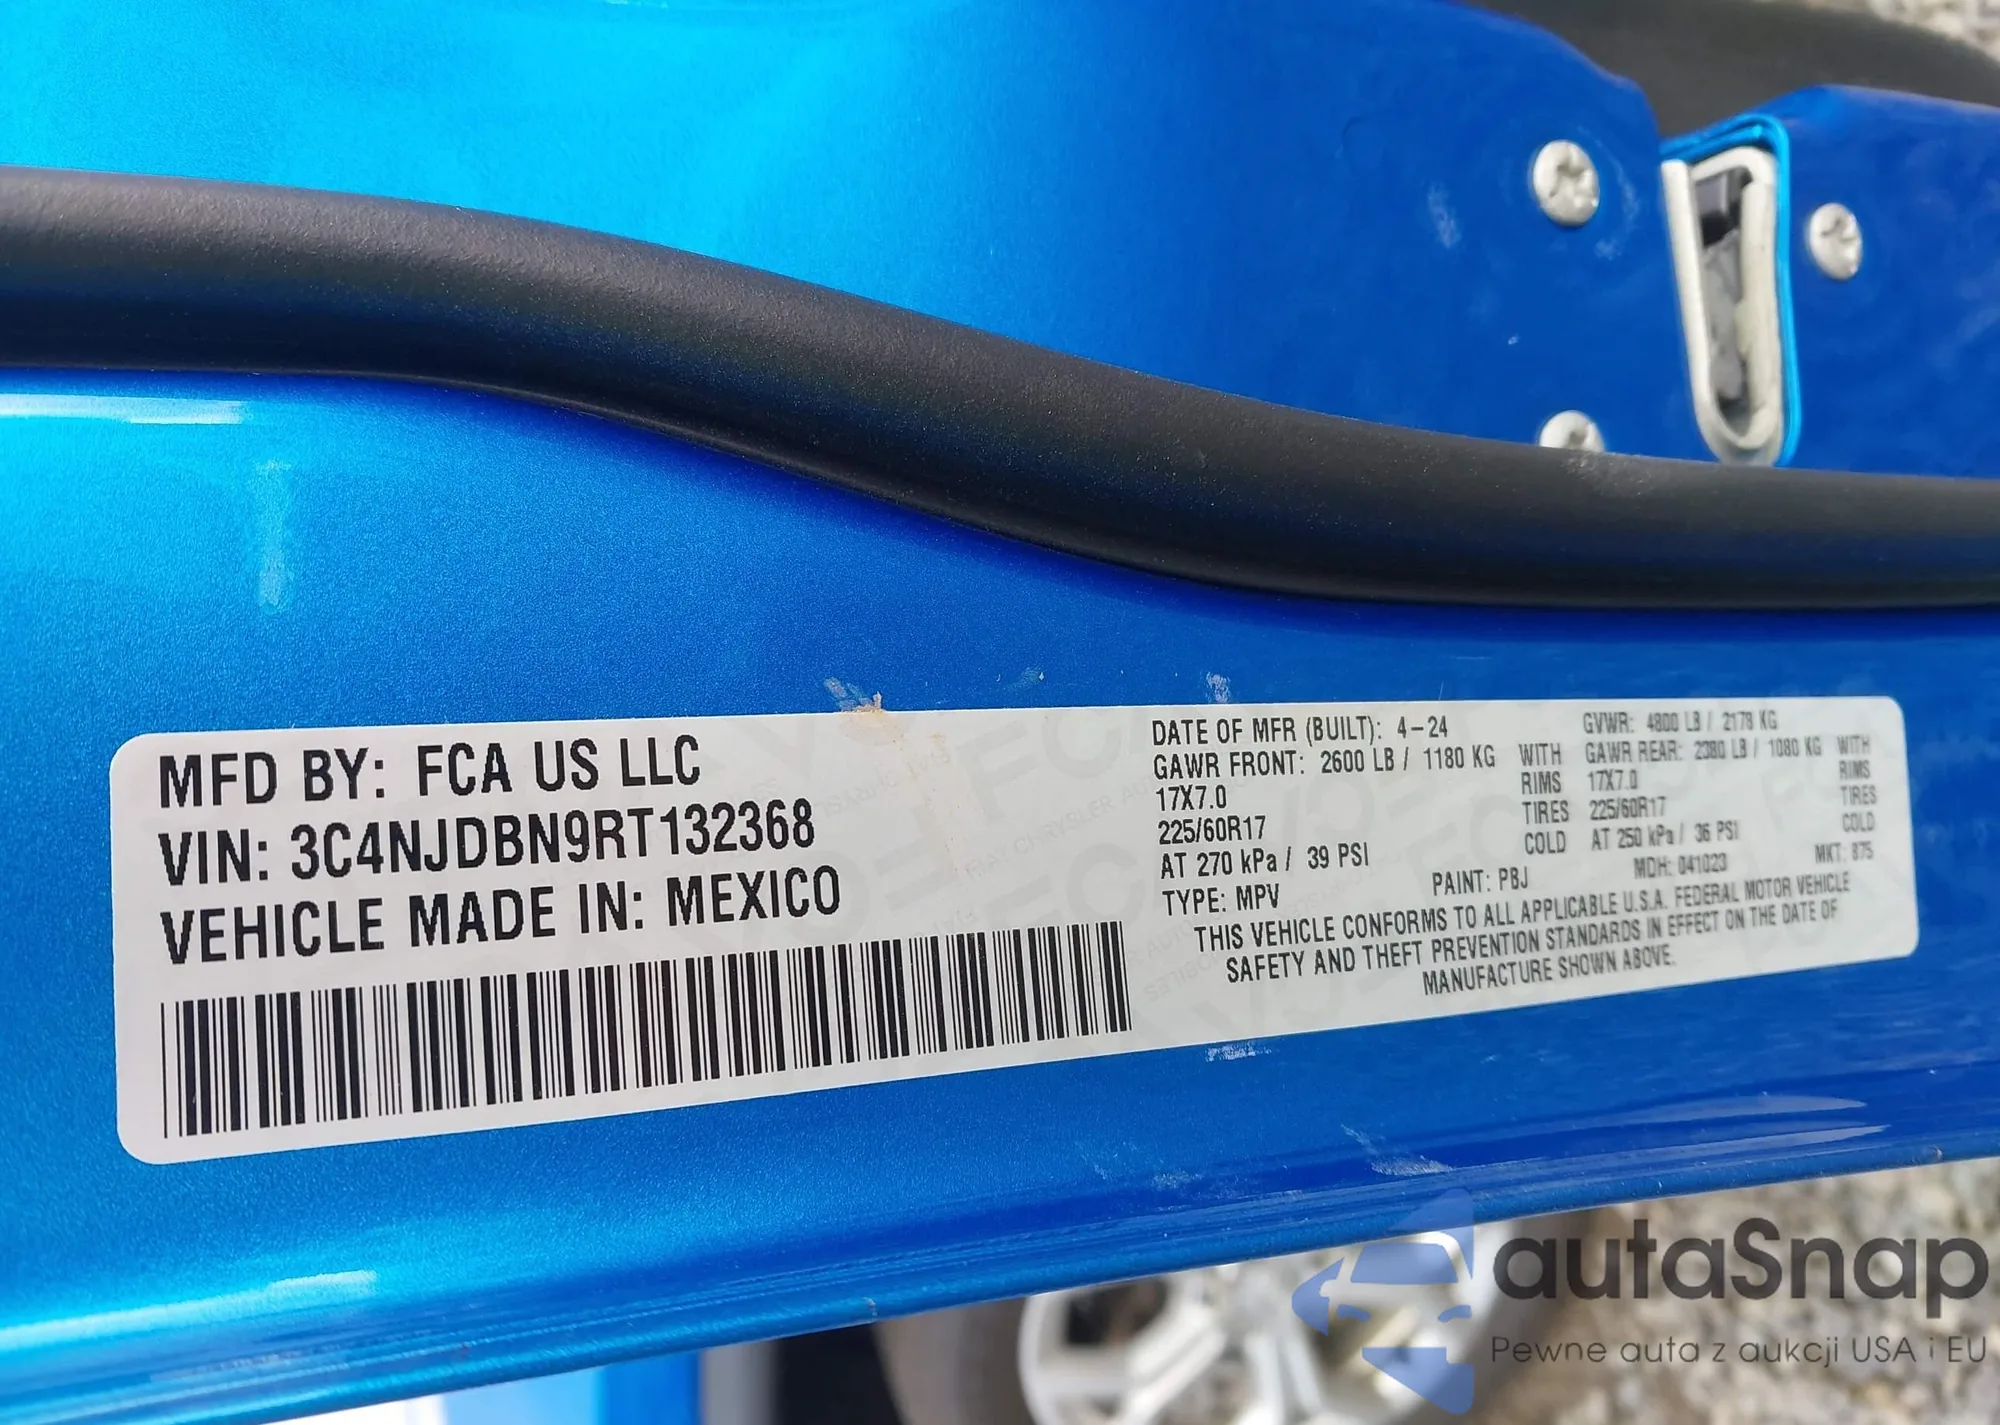 MFD BY: FCA US LLC
VIN: 3C4NJDBN9RT132368
VEHICLE MADE IN: MEXICO
DATE OF MFR (BUILT): 4-24 GVWR: 4800 LB / 2178 KG
GAWR FRONT: 2600 LB / 1180 KG WITH GAWR REAR: 2380 LB / 1080 KG WITH
17X7.0 RIMS 17X7.0 RIMS
225/60R17 TIRES 225/60R17 TIRES
AT 270 kPa / 39 PSI COLD AT 250 kPa / 36 PSI COLD
TYPE: MPV PAINT: PBJ MDH: 041023 MKT: 875
THIS VEHICLE CONFORMS TO ALL APPLICABLE U.S.A. FEDERAL MOTOR VEHICLE
SAFETY AND THEFT PREVENTION STANDARDS IN EFFECT ON THE DATE OF
MANUFACTURE SHOWN ABOVE.
autaSnap
Pewne auta z aukcji USA i EU